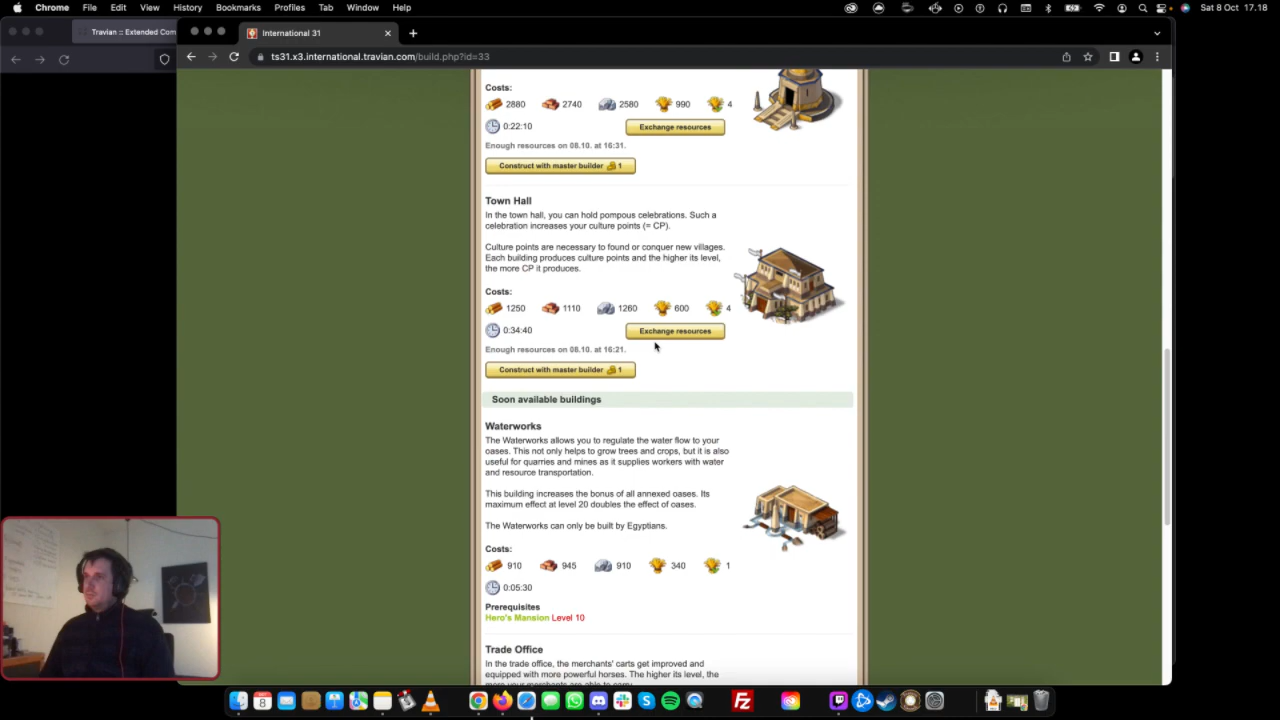 Chrome File Edit View History Bookmarks Profiles Tab Window Help Sat 8 Oct 17.18
Travian :: Extended Com
International 31
ts31.x3.international.travian.com/build.php?id=33
Costs:
2880 2740 2580 990 4
0:22:10 Exchange resources
Enough resources on 08.10. at 16:31.
Construct with master builder 1
Town Hall
In the town hall, you can hold pompous celebrations. Such a
celebration increases your culture points (= CP).
Culture points are necessary to found or conquer new villages.
Each building produces culture points and the higher its level,
the more CP it produces.
Costs:
1250 1110 1260 600 4
0:34:40 Exchange resources
Enough resources on 08.10. at 16:21.
Construct with master builder 1
Soon available buildings
Waterworks
The Waterworks allows you to regulate the water flow to your
oases. This not only helps to grow trees and crops, but it is also
useful for quarries and mines as it supplies workers with water
and resource transportation.
This building increases the bonus of all annexed oases. Its
maximum effect at level 20 doubles the effect of oases.
The Waterworks can only be built by Egyptians.
Costs:
910 945 910 340 1
0:05:30
Prerequisites
Hero's Mansion Level 10
Trade Office
In the trade office, the merchants' carts get improved and
equipped with more powerful horses. The higher its level, the